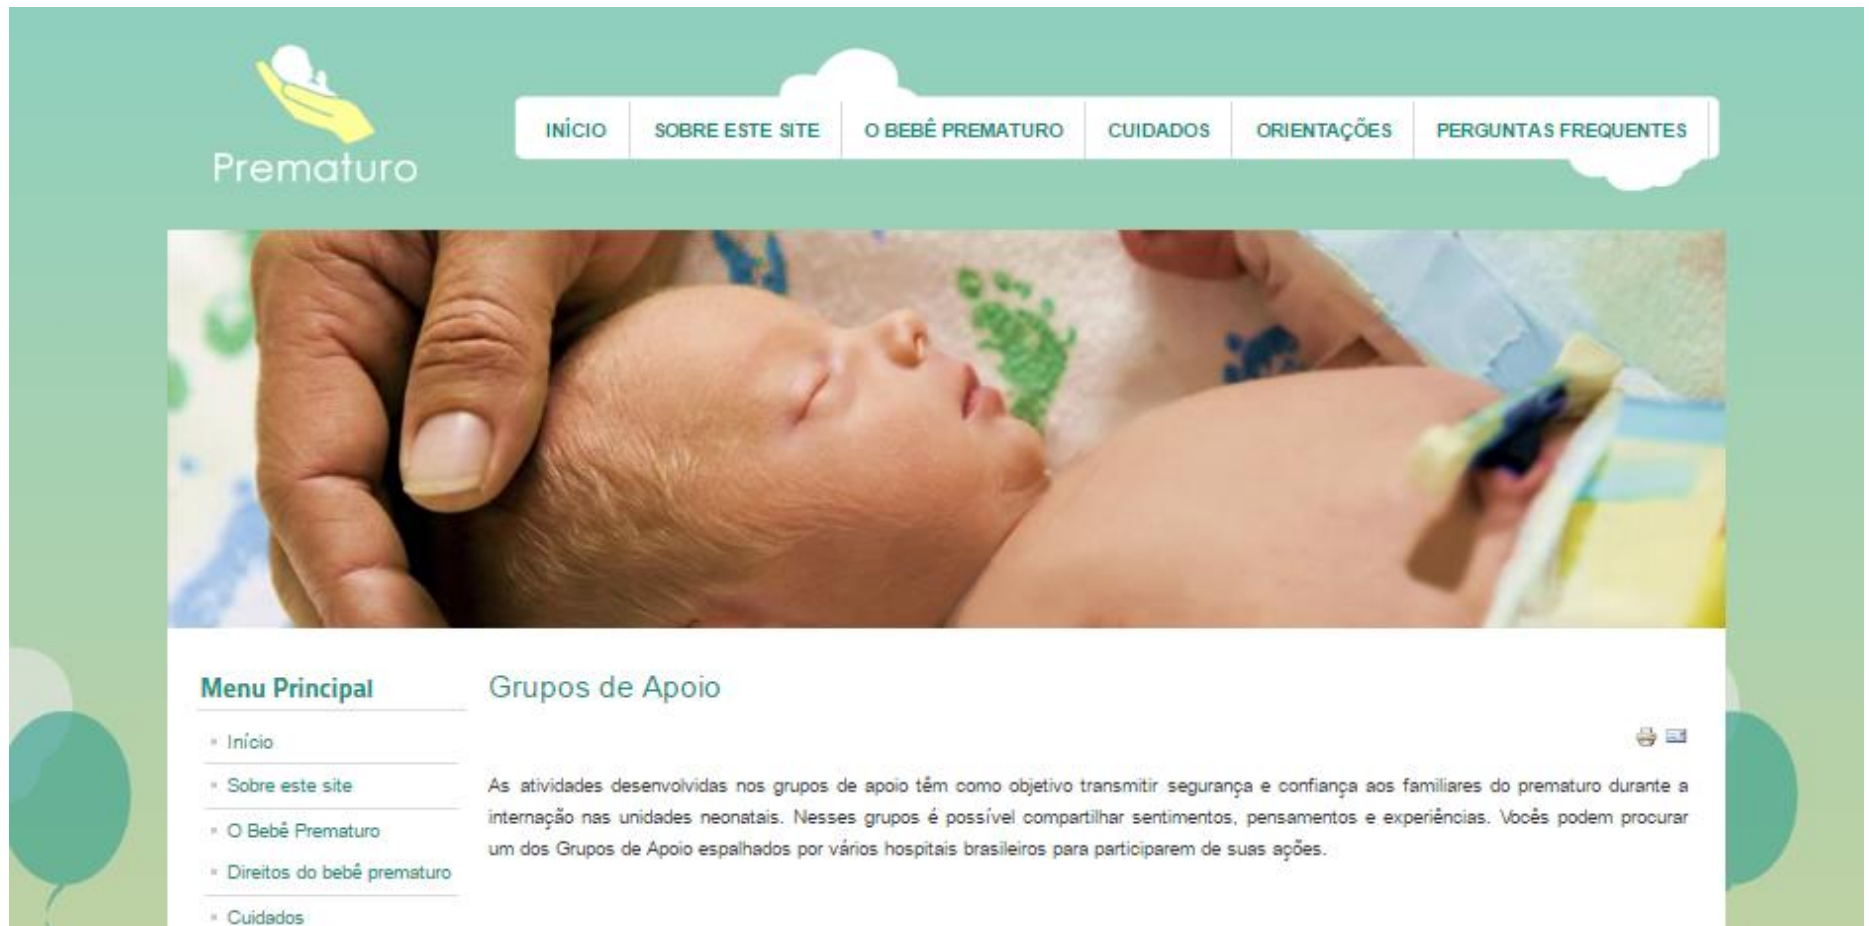 Prematuro
INÍCIO
SOBRE ESTE SITE
O BEBÊ PREMATURO
CUIDADOS
ORIENTAÇÕES
PERGUNTAS FREQUENTES
Menu Principal
Início
Sobre este site
O Bebê Prematuro
Direitos do bebê prematuro
Cuidados
Grupos de Apoio
As atividades desenvolvidas nos grupos de apoio têm como objetivo transmitir segurança e confiança aos familiares do prematuro durante a
internação nas unidades neonatais. Nesses grupos é possível compartilhar sentimentos, pensamentos e experiências. Vocês podem procurar
um dos Grupos de Apoio espalhados por vários hospitais brasileiros para participarem de suas ações.